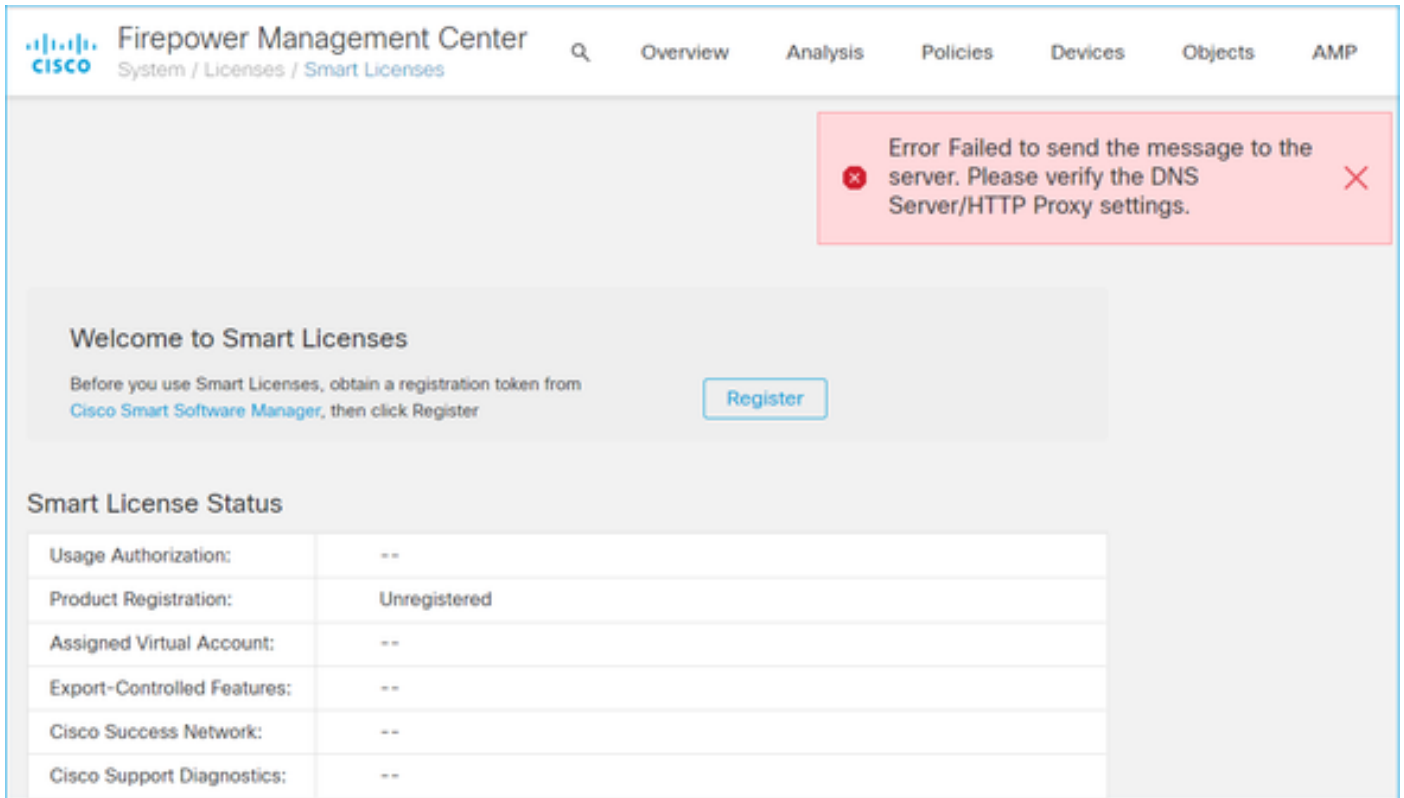 CISCO
Firepower Management Center
System / Licenses / Smart Licenses
Overview Analysis Policies Devices Objects AMP
Error Failed to send the message to the
server. Please verify the DNS
Server/HTTP Proxy settings.
Welcome to Smart Licenses
Before you use Smart Licenses, obtain a registration token from
Cisco Smart Software Manager, then click Register
Register
Smart License Status
Usage Authorization: --
Product Registration: Unregistered
Assigned Virtual Account: --
Export-Controlled Features: --
Cisco Success Network: --
Cisco Support Diagnostics: --